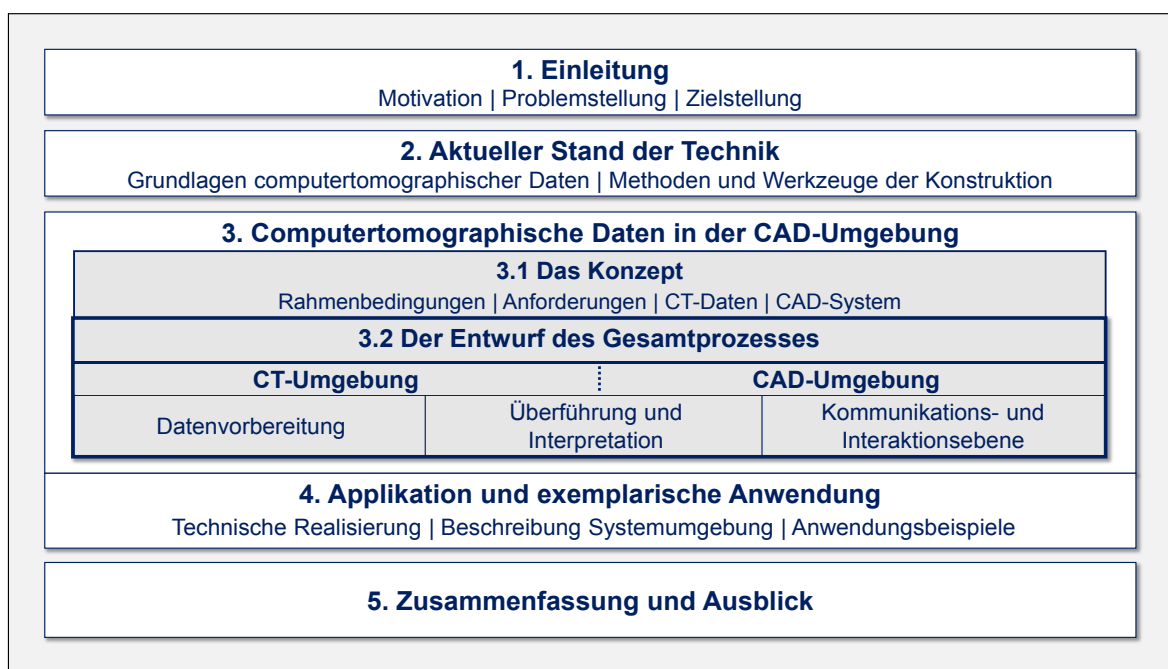 1. Einleitung
Motivation | Problemstellung | Zielstellung
2. Aktueller Stand der Technik
Grundlagen computertomographischer Daten | Methoden und Werkzeuge der Konstruktion
3. Computertomographische Daten in der CAD-Umgebung
3.1 Das Konzept
Rahmenbedingungen | Anforderungen | CT-Daten | CAD-System
3.2 Der Entwurf des Gesamtprozesses
CT-Umgebung
CAD-Umgebung
Datenvorbereitung
Überführung und
Interpretation
Kommunikations- und
Interaktionsebene
4. Applikation und exemplarische Anwendung
Technische Realisierung | Beschreibung Systemumgebung | Anwendungsbeispiele
5. Zusammenfassung und Ausblick